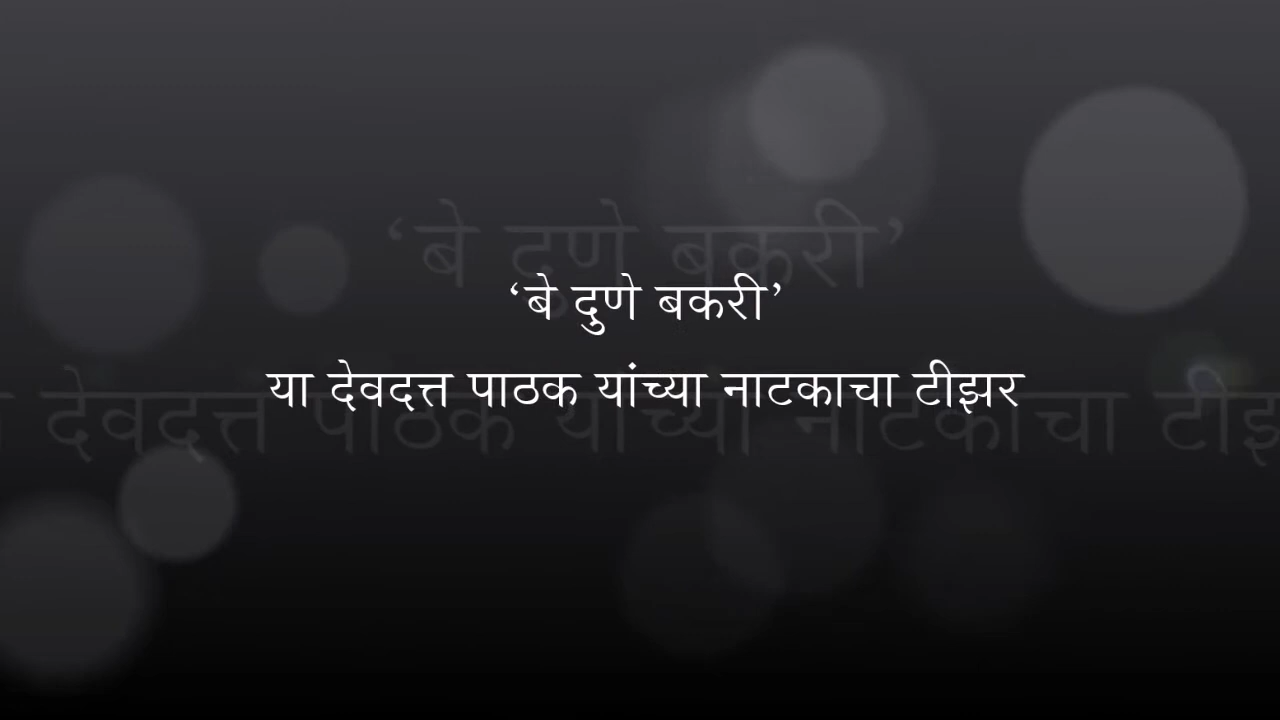 ‘बे दुणे बकरी’
या देवदत्त पाठक यांच्या नाटकाचा टीझर